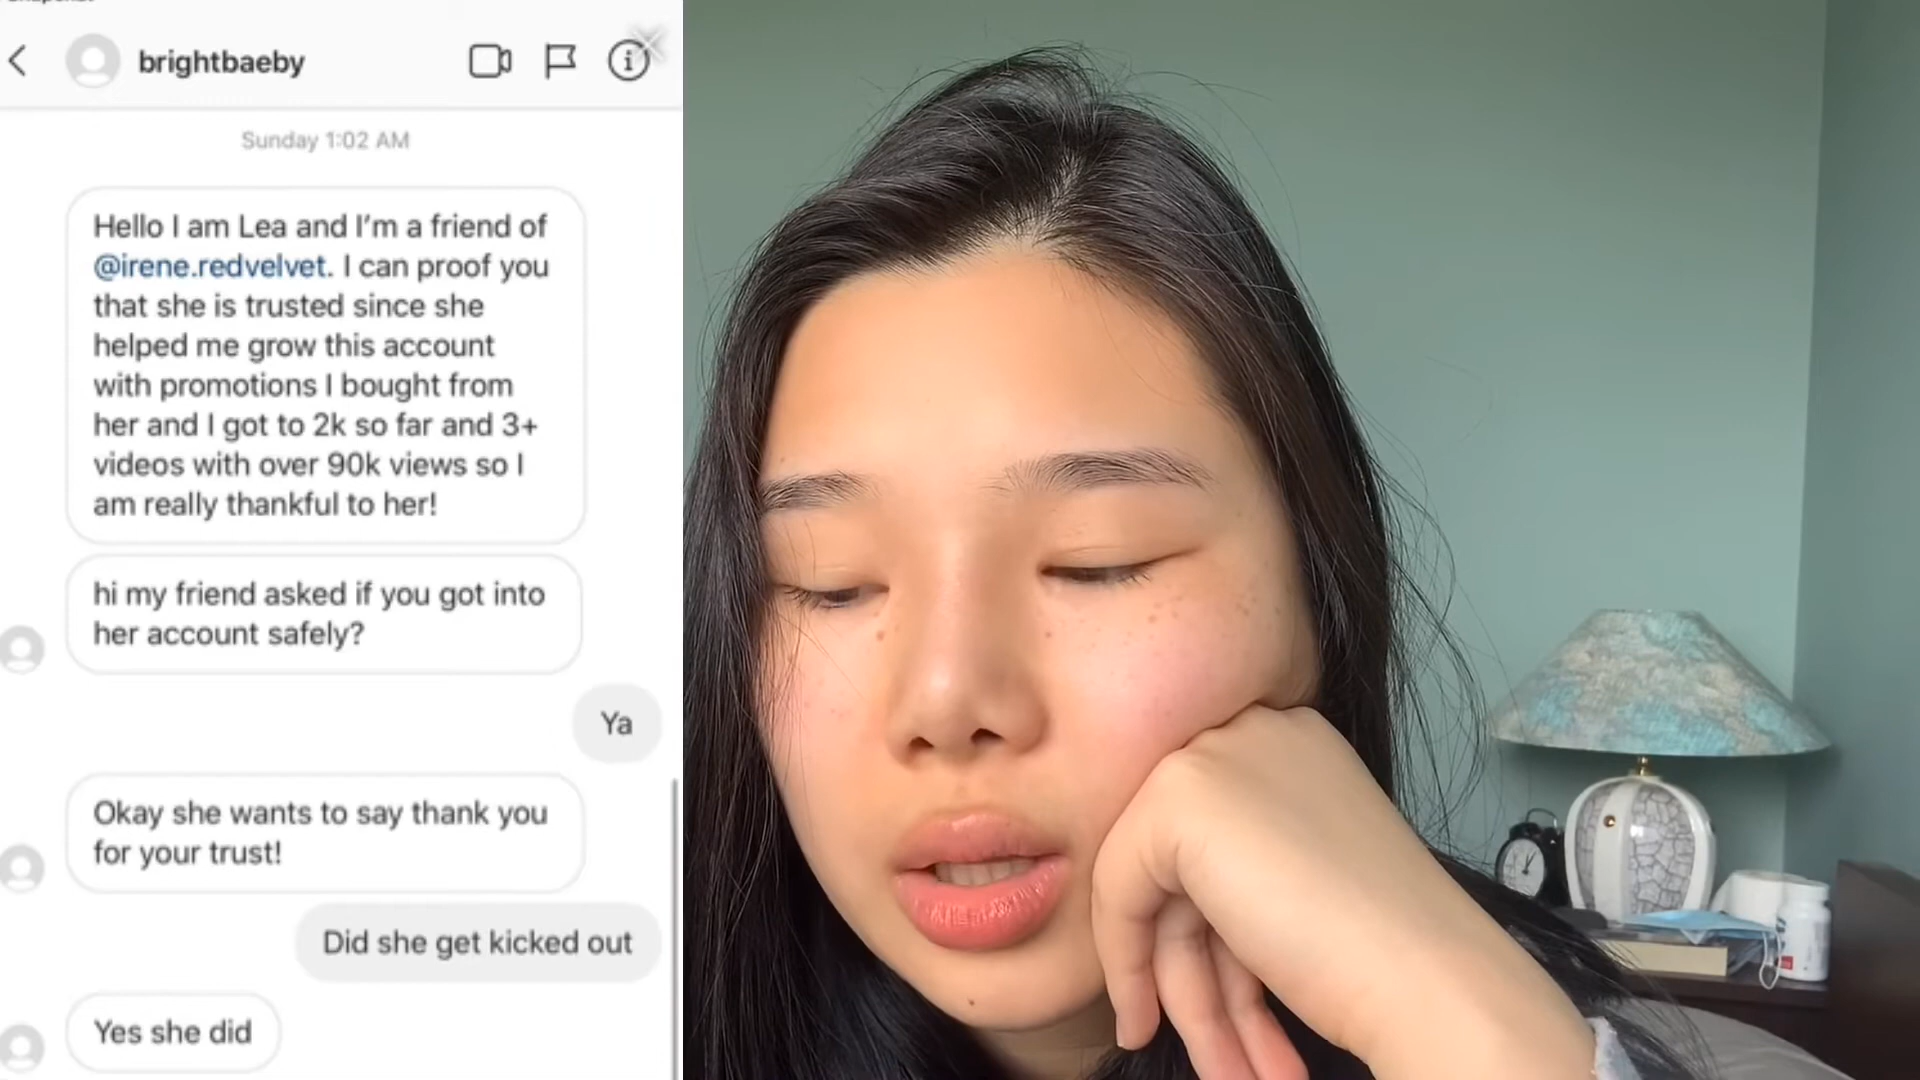 brightbaeby
Sunday 1:02 AM
Hello I am Lea and I'm a friend of
@irene.redvelvet. I can proof you
that she is trusted since she
helped me grow this account
with promotions I bought from
her and I got to 2k so far and 3+
videos with over 90k views so I
am really thankful to her!
hi my friend asked if you got into
her account safely?
Ya
Okay she wants to say thank you
for your trust!
Did she get kicked out
Yes she did